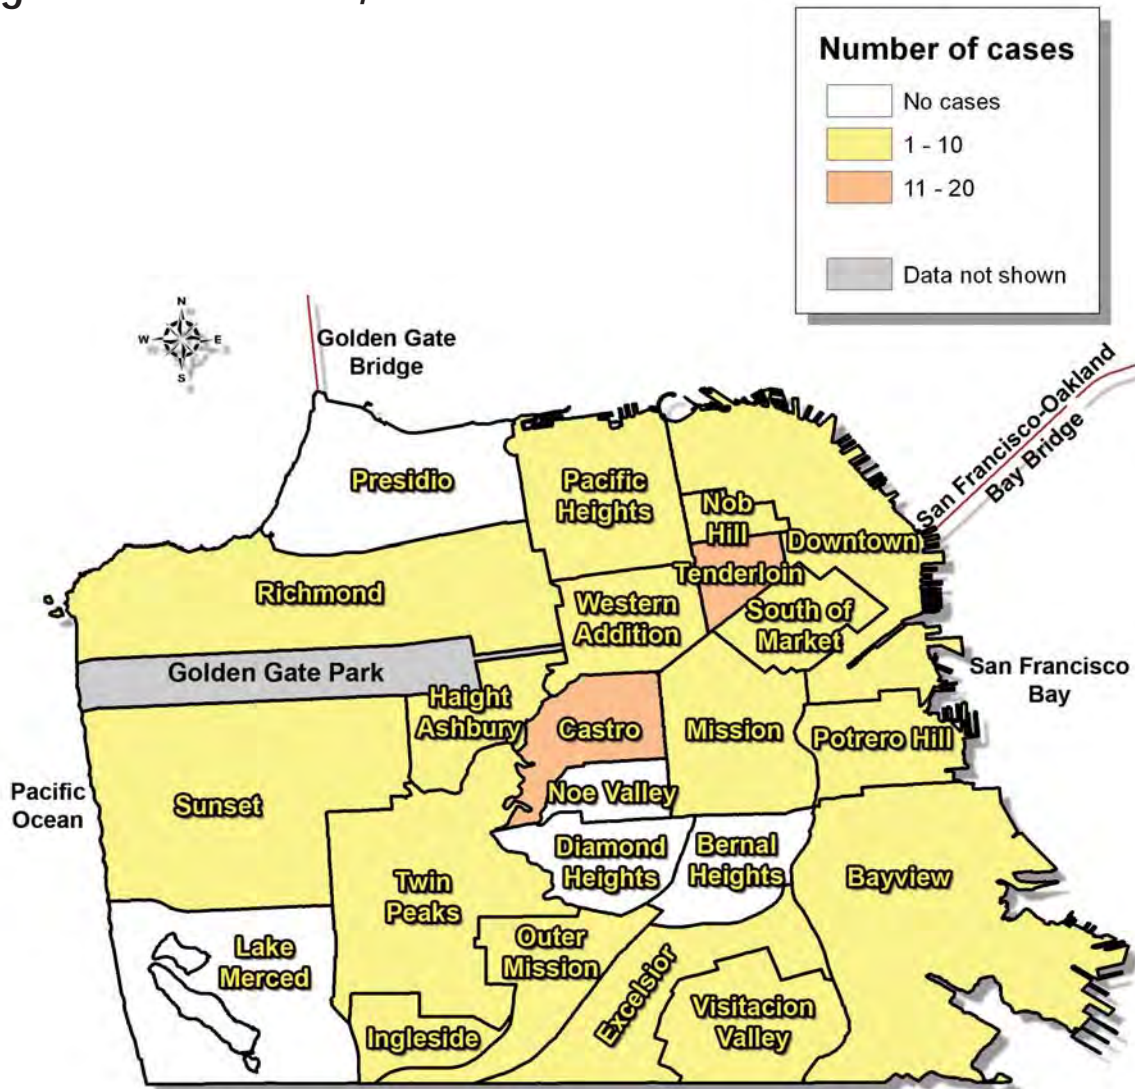 Number of cases
No cases
1 - 10
11 - 20
Data not shown
N
W
E
S
Golden Gate
Bridge
San Francisco-Oakland
Bay Bridge
Presidio
Pacific
Heights
Nob
Hill
Downtown
Tenderloin
Richmond
Western
Addition
South of
Market
Golden Gate Park
San Francisco
Bay
Haight
Ashbury
Castro
Mission
Potrero Hill
Pacific
Ocean
Sunset
Noe Valley
Diamond
Heights
Bernal
Heights
Bayview
Twin
Peaks
Lake
Merced
Outer
Mission
Excelsior
Visitacion
Valley
Ingleside